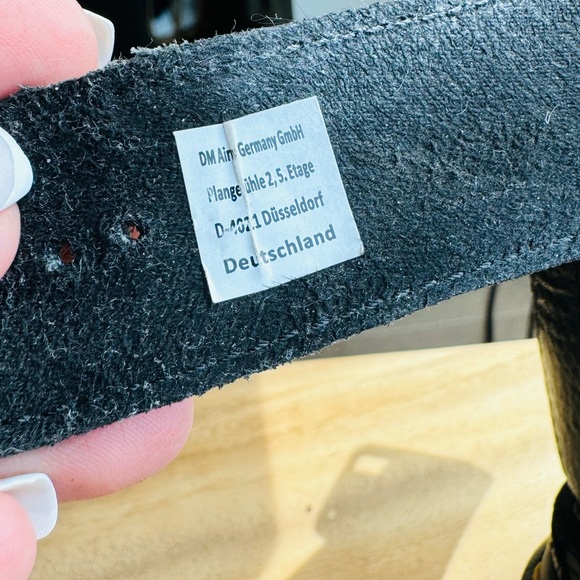 DM Germany GmbH
2, 5. Etage
Düsseldorf
Deutschland